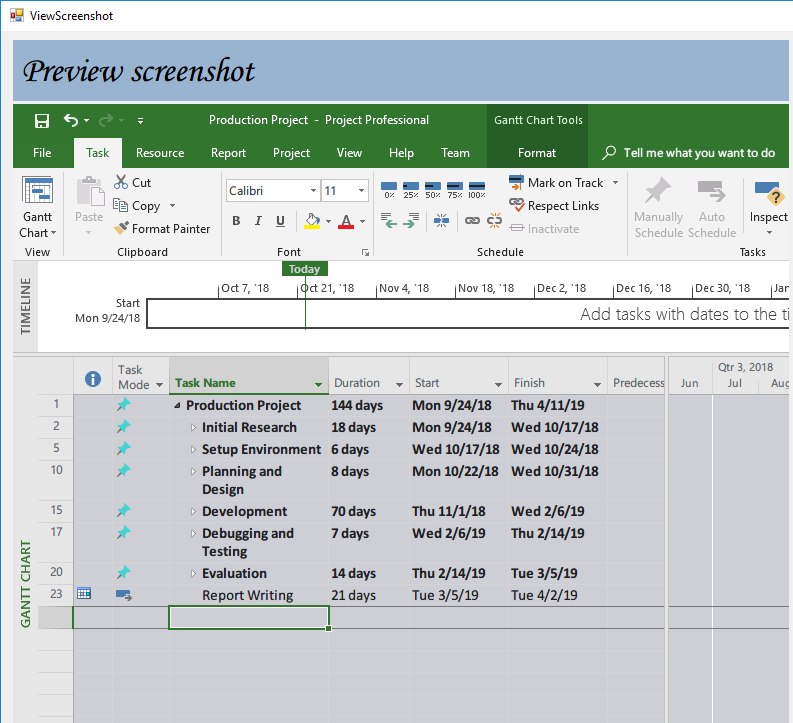 ViewScreenshot
Preview screenshot
Production Project - Project Professional
Gantt Chart Tools
File Task Resource Report Project View Help Team Format Tell me what you want to do
Gantt
Chart
View
Paste
Cut
Copy
Format Painter
Clipboard
Calibri 11
B I U A
Font
0% 25% 50% 75% 100%
Mark on Track
Respect Links
Inactivate
Schedule
Manually
Schedule
Auto
Schedule
Inspect
Tasks
TIMELINE
Today
Oct 7, '18 Oct 21, '18 Nov 4, '18 Nov 18, '18 Dec 2, '18 Dec 16, '18 Dec 30, '18 Jan
Start
Mon 9/24/18
Add tasks with dates to the ti
GANTT CHART
Task
Mode
Task Name Duration Start Finish Predecess
Qtr 3, 2018
Jun Jul Aug
1 Production Project 144 days Mon 9/24/18 Thu 4/11/19
2 Initial Research 18 days Mon 9/24/18 Wed 10/17/18
5 Setup Environment 6 days Wed 10/17/18 Wed 10/24/18
10 Planning and 8 days Mon 10/22/18 Wed 10/31/18
Design
15 Development 70 days Thu 11/1/18 Wed 2/6/19
17 Debugging and 7 days Wed 2/6/19 Thu 2/14/19
Testing
20 Evaluation 14 days Thu 2/14/19 Tue 3/5/19
23 Report Writing 21 days Tue 3/5/19 Tue 4/2/19